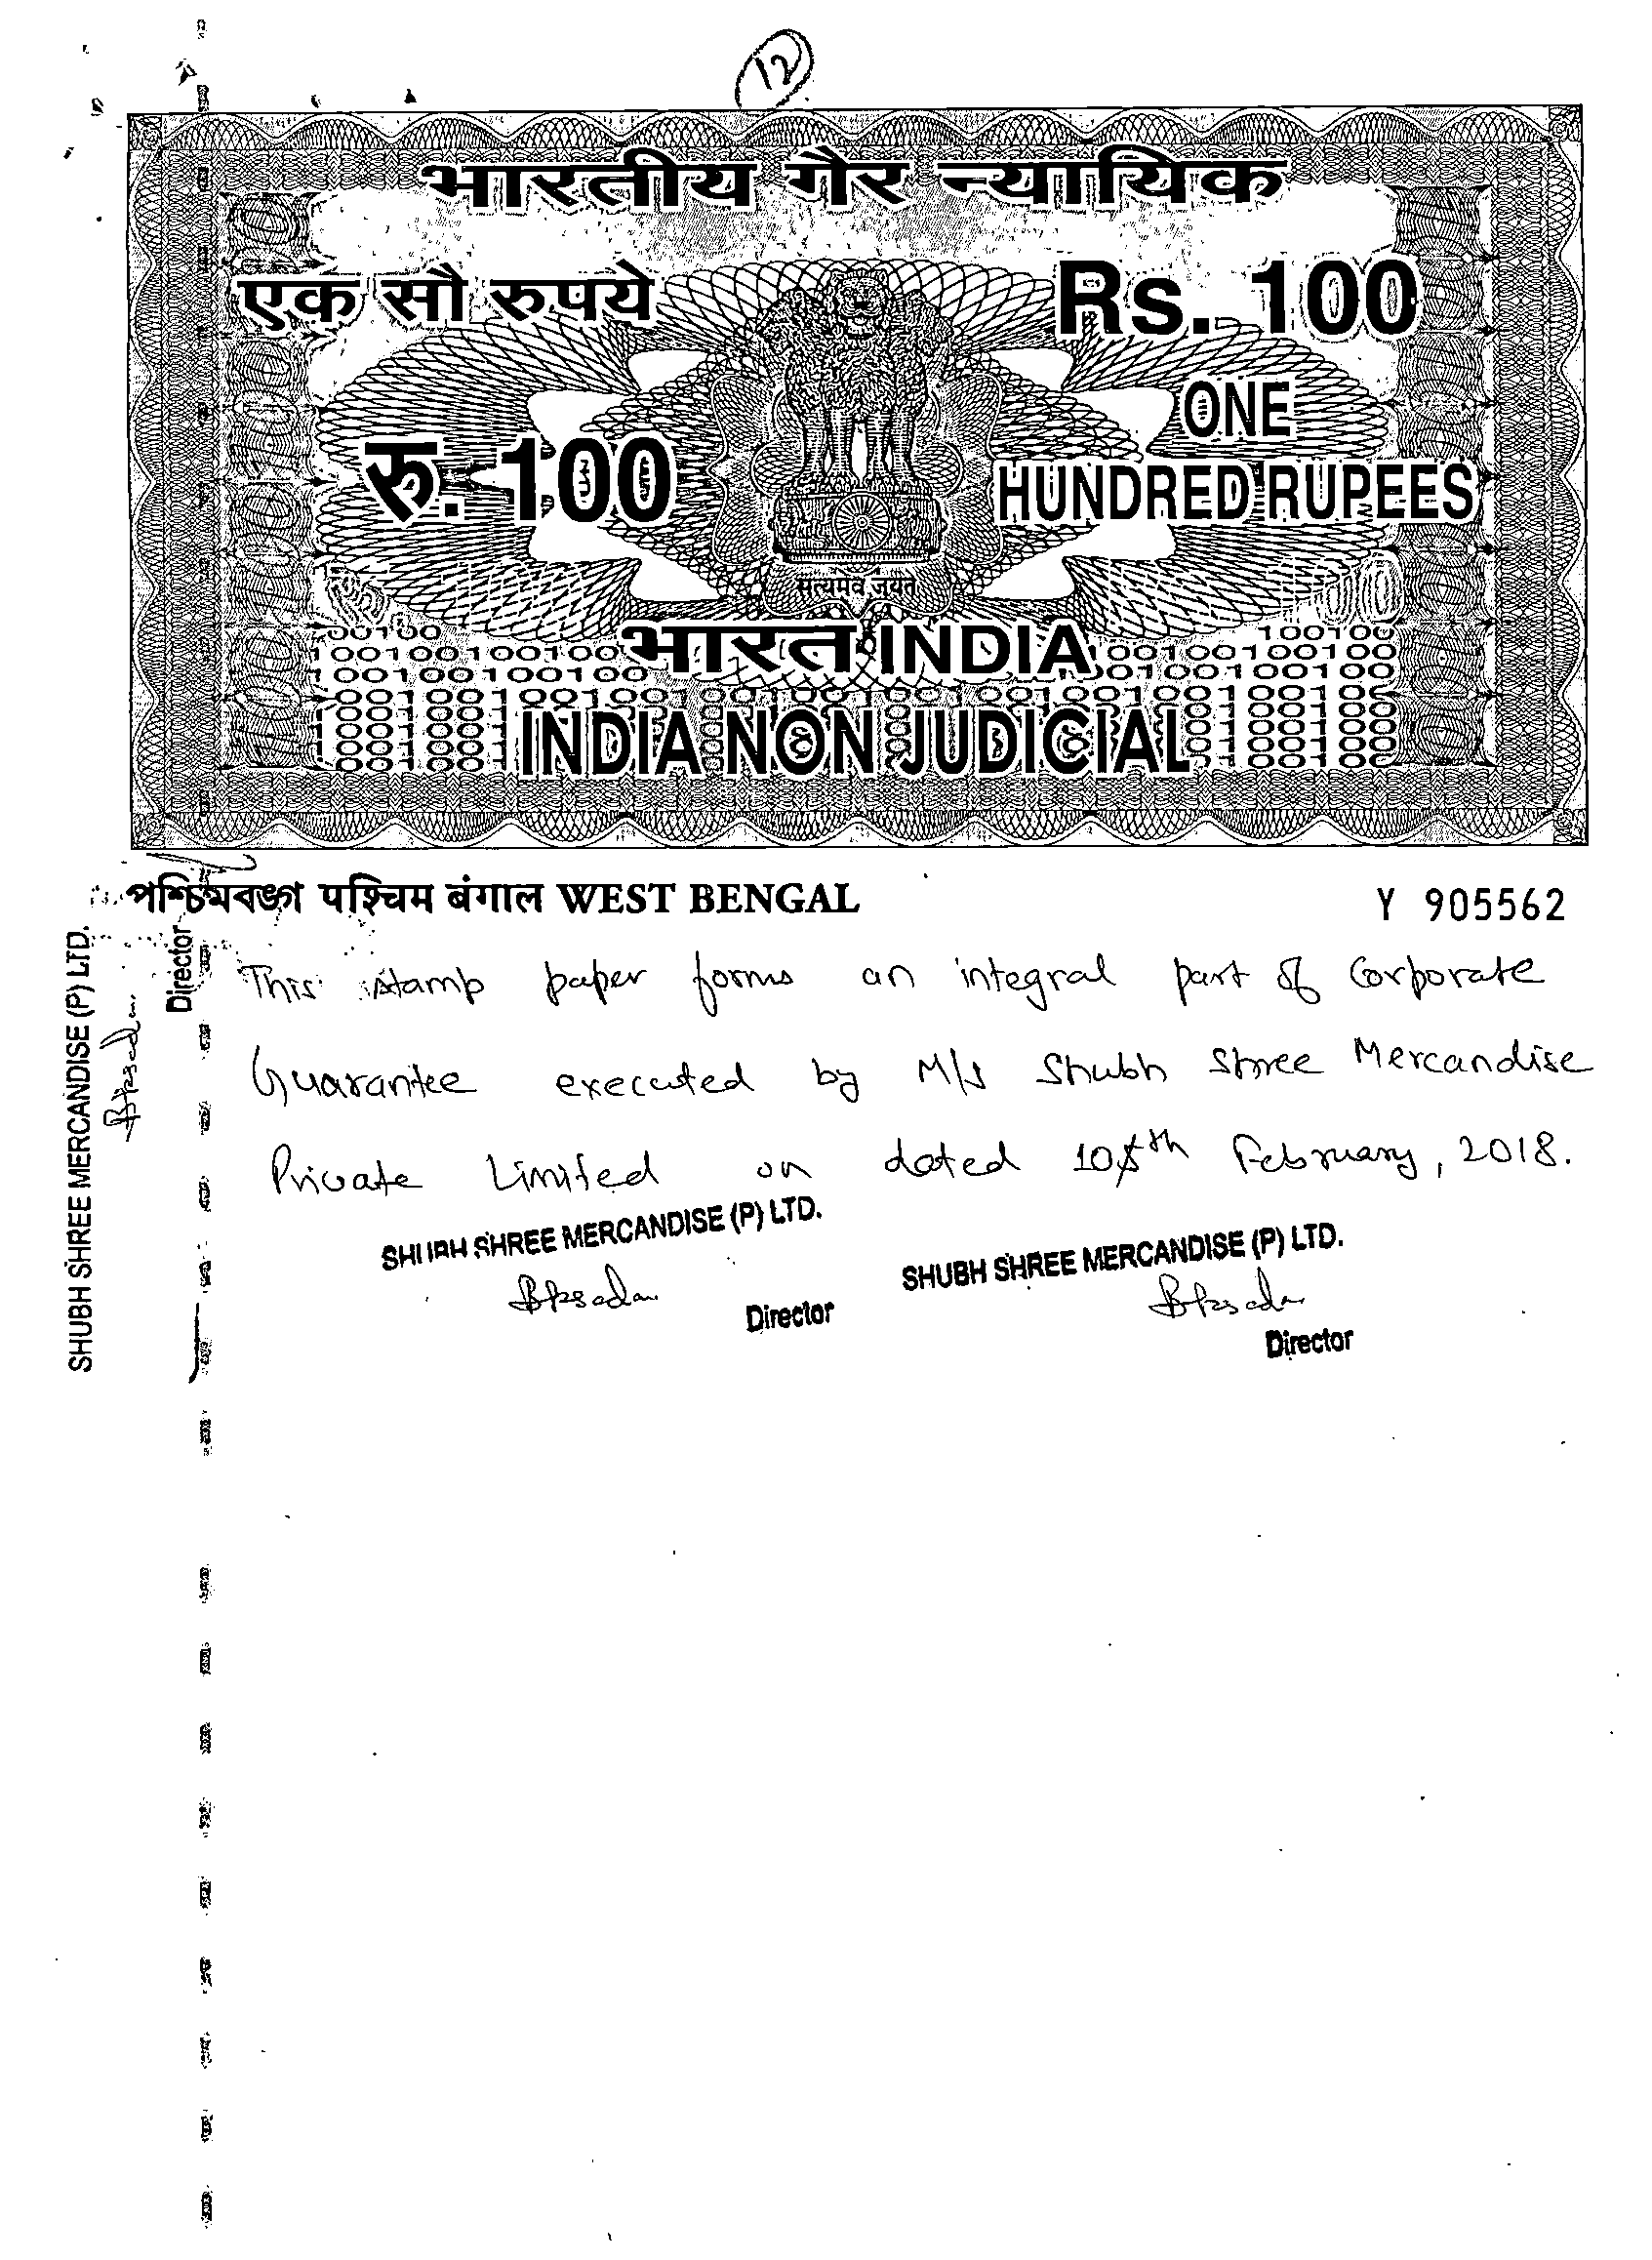 12
भारतीय गैर न्यायिक
एक सौ रुपये
Rs. 100
रु. 100
ONE
HUNDRED RUPEES
सत्यमेव जयते
भारत INDIA
INDIA NON JUDICIAL
পশ্চিমবঙ্গ पश्चिम बंगाल WEST BENGAL
Y 905562
This stamp paper forms an integral part of Corporate
Guarantee executed by M/s Shubh Shree Mercandise
Private Limited on dated 10th February, 2018.
SHUBH SHREE MERCANDISE (P) LTD.
Director
SHUBH SHREE MERCANDISE (P) LTD.
Director
SHUBH SHREE MERCANDISE (P) LTD.
Director